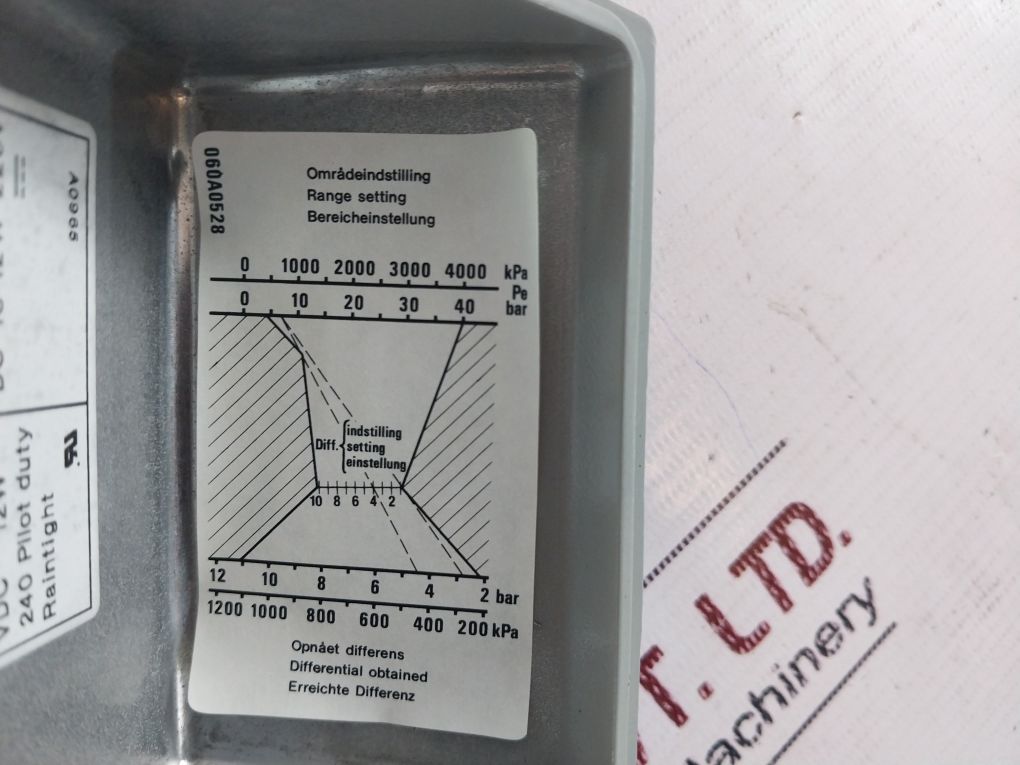 060A0528
Områdeindstilling
Range setting
Bereicheinstellung
0 1000 2000 3000 4000 kPa
Pe
0 10 20 30 40 bar
Diff.
indstilling
setting
einstellung
10 8 6 4 2
12 10 8 6 4 2 bar
1200 1000 800 600 400 200 kPa
Opnået differens
Differential obtained
Erreichte Differenz
A0965
VDC 12W
240 Pilot duty
Raintight
T. LTD.
Machinery